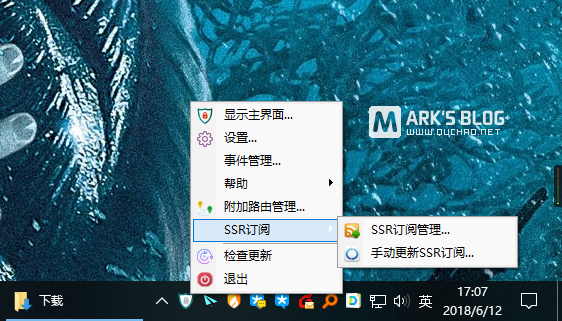 显示主界面...
设置...
事件管理...
帮助
附加路由管理...
SSR订阅
检查更新
退出
SSR订阅管理...
手动更新SSR订阅...
M ARK'S BLOG
WWW.OUCHAO.NET
下载
英
17:07
2018/6/12